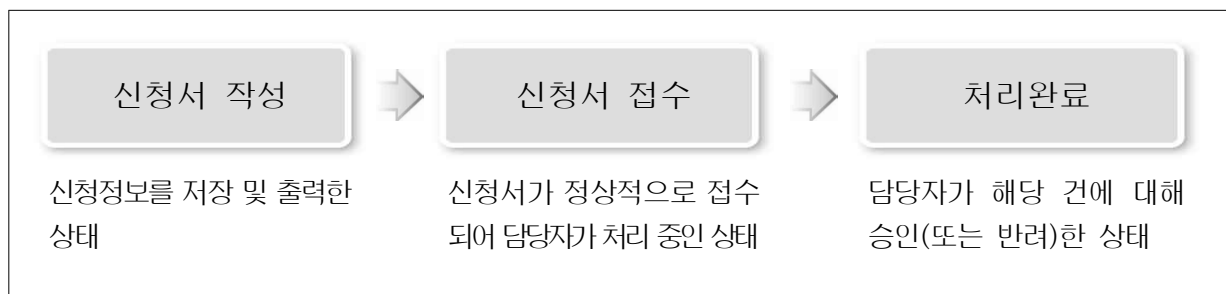 신청서 작성
신청서 접수
처리완료
신청정보를 저장 및 출력한
상태
신청서가 정상적으로 접수
되어 담당자가 처리 중인 상태
담당자가 해당 건에 대해
승인(또는 반려)한 상태